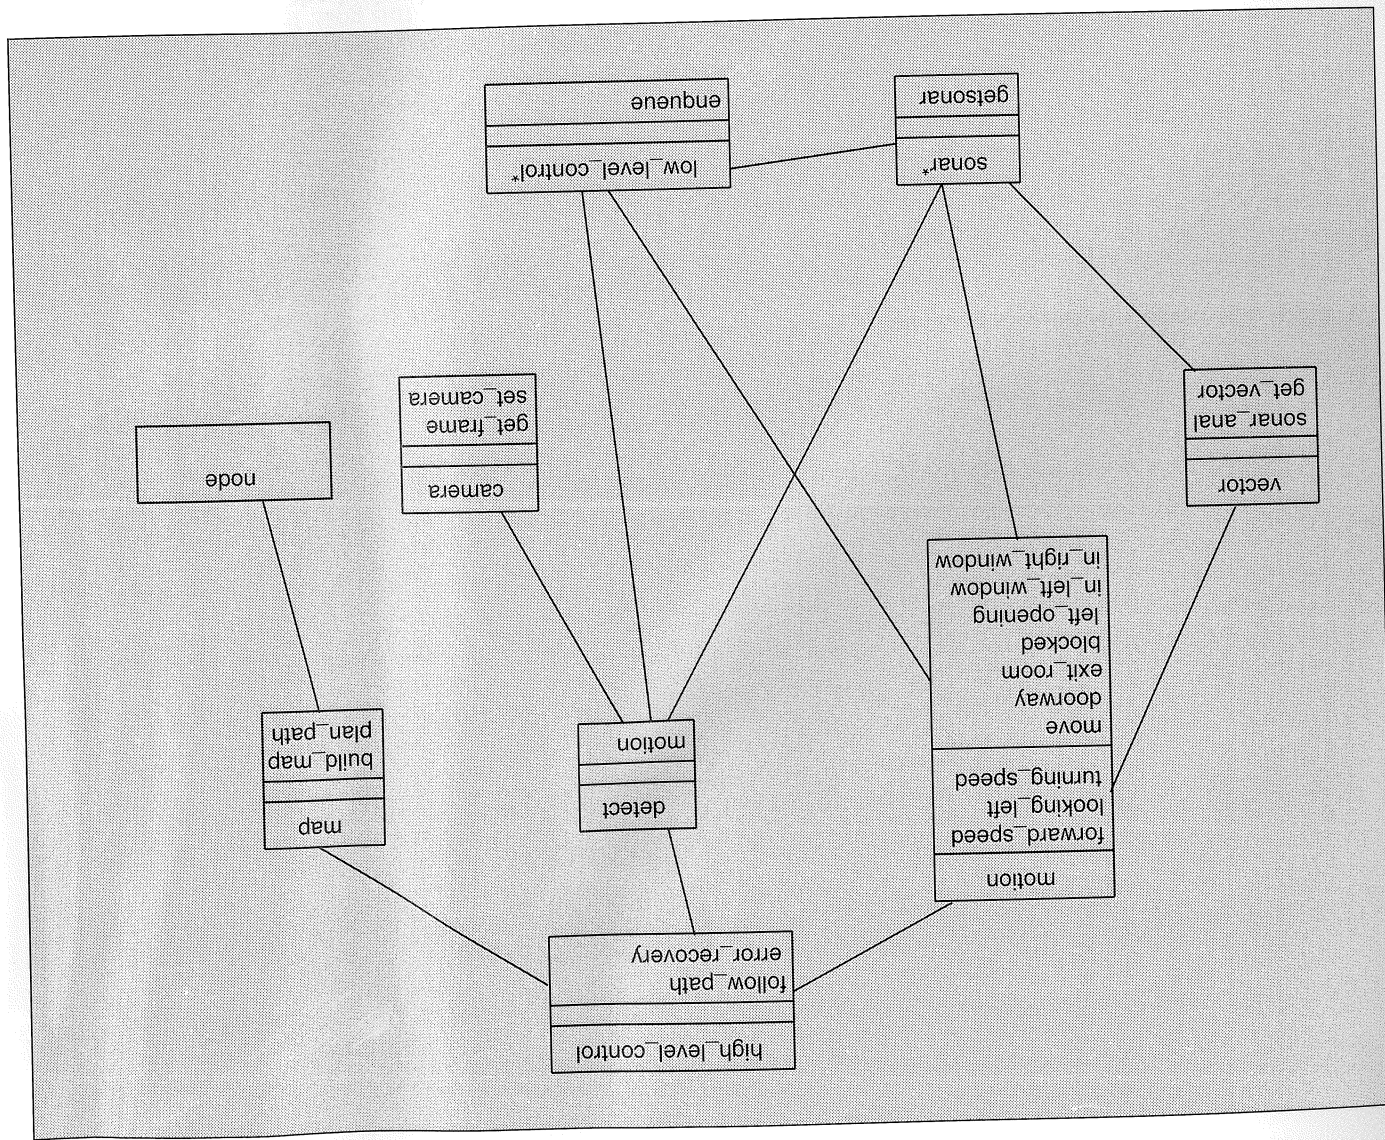 high_level_control
follow_path
error_recovery
motion
forward_speed
looking_left
turning_speed
move
doorway
exit_room
blocked
left_opening
in_left_window
in_right_window
detect
motion
map
build_map
plan_path
vector
sonar_anal
get_vector
camera
get_frame
set_camera
node
sonar*
getsonar
low_level_control*
enqueue